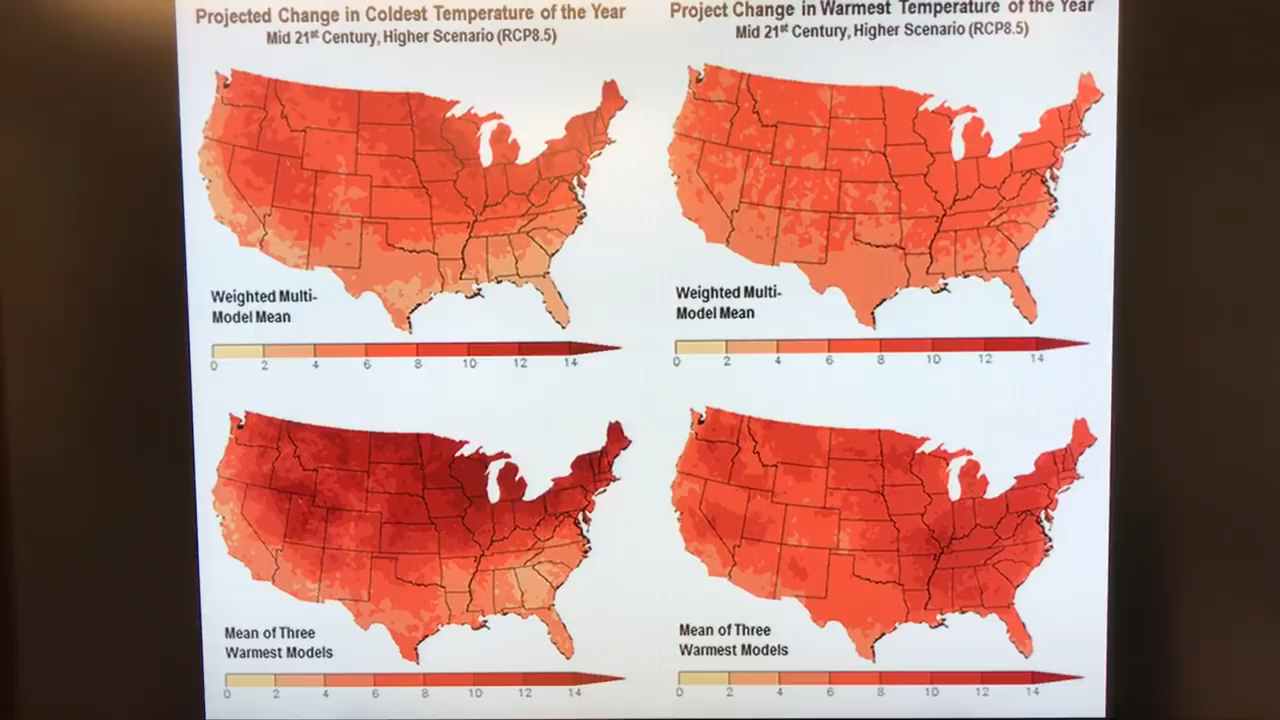 Projected Change in Coldest Temperature of the Year
Mid 21st Century, Higher Scenario (RCP8.5)
Project Change in Warmest Temperature of the Year
Mid 21st Century, Higher Scenario (RCP8.5)
Weighted Multi-
Model Mean
0 2 4 6 8 10 12 14
Weighted Multi-
Model Mean
0 2 4 6 8 10 12 14
Mean of Three
Warmest Models
0 2 4 6 8 10 12 14
Mean of Three
Warmest Models
0 2 4 6 8 10 12 14